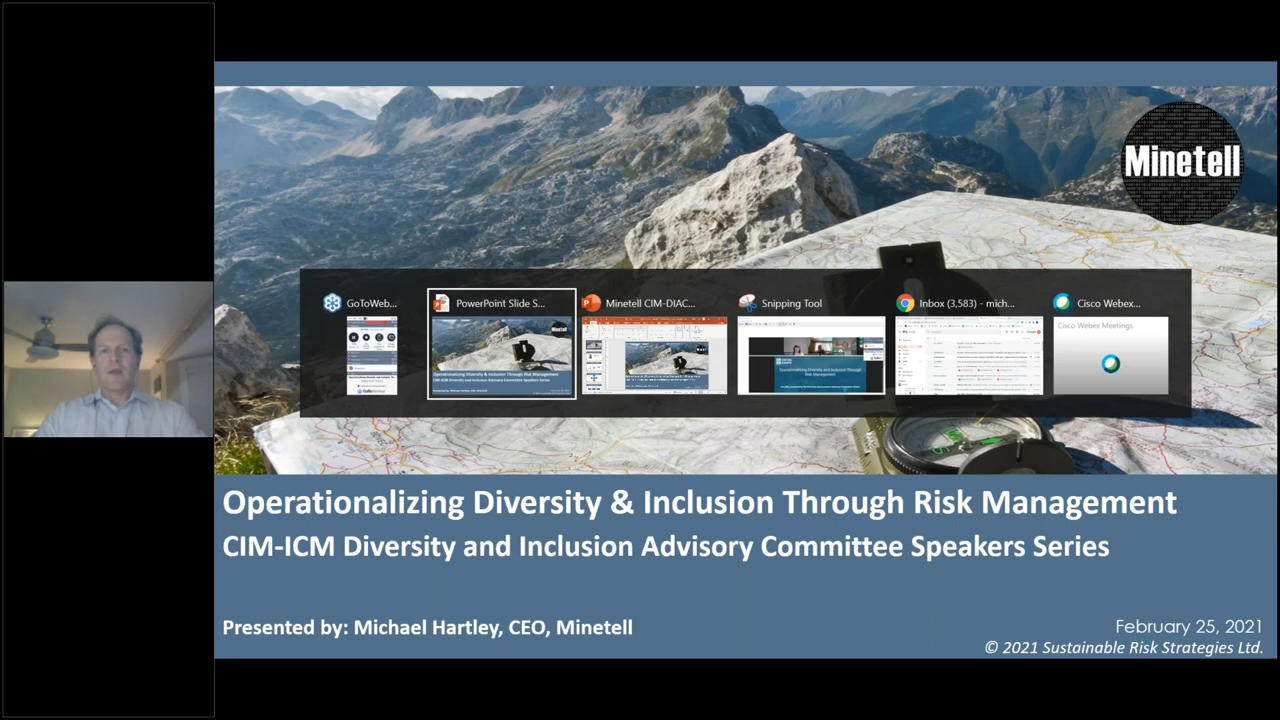 Minetell
GoToWeb...
PowerPoint Slide S...
Minetell CIM-DIAC...
Snipping Tool
Inbox (3,583) - mich...
Cisco Webex...
Cisco Webex Meetings
Operationalizing Diversity & Inclusion Through Risk Management
CIM-ICM Diversity and Inclusion Advisory Committee Speakers Series
Presented by: Michael Hartley, CEO, Minetell
February 25, 2021
© 2021 Sustainable Risk Strategies Ltd.